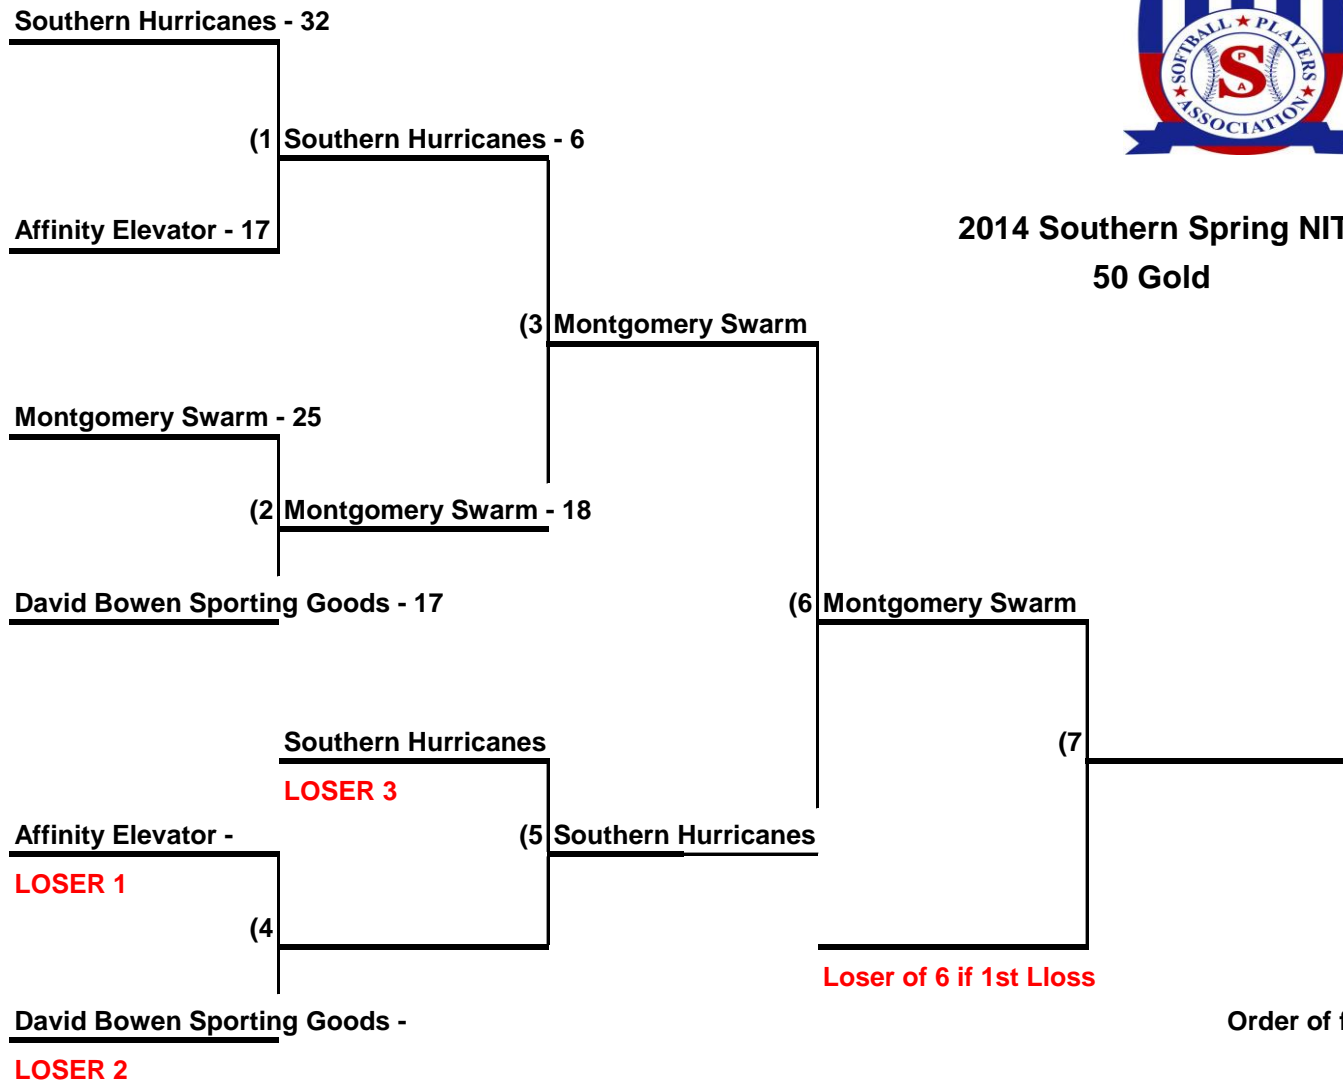 Southern Hurricanes - 32
SOFTBALL ★ PLAYERS ★ ASSOCIATION ★
P
S
A
(1 Southern Hurricanes - 6
Affinity Elevator - 17
2014 Southern Spring NIT
50 Gold
(3 Montgomery Swarm
Montgomery Swarm - 25
(2 Montgomery Swarm - 18
David Bowen Sporting Goods - 17
(6 Montgomery Swarm
Southern Hurricanes
(7
LOSER 3
Affinity Elevator -
(5 Southern Hurricanes
LOSER 1
(4
Loser of 6 if 1st Lloss
David Bowen Sporting Goods -
Order of
LOSER 2